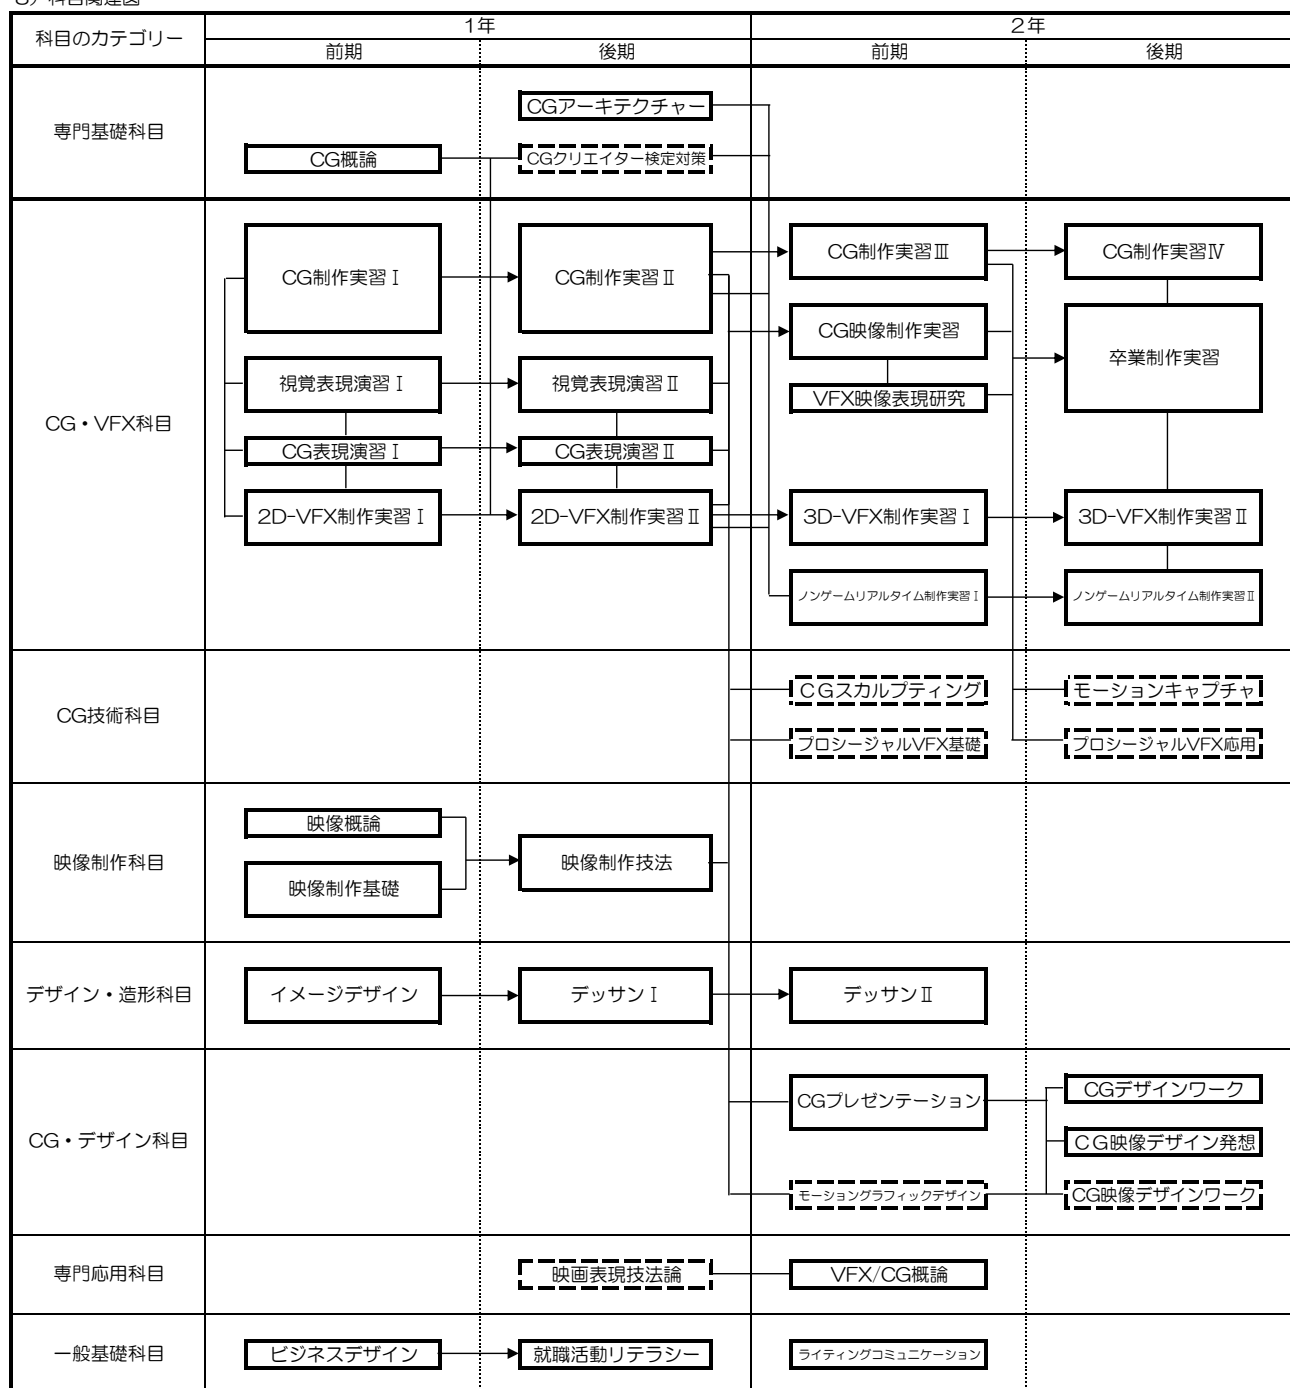 科目関連図
科目のカテゴリー
1年
2年
前期
後期
前期
後期
専門基礎科目
CGアーキテクチャー
CG概論
CGクリエイター検定対策
CG・VFX科目
CG制作実習Ⅰ
CG制作実習Ⅱ
CG制作実習Ⅲ
CG制作実習Ⅳ
CG映像制作実習
卒業制作実習
視覚表現演習Ⅰ
視覚表現演習Ⅱ
VFX映像表現研究
CG表現演習Ⅰ
CG表現演習Ⅱ
2D-VFX制作実習Ⅰ
2D-VFX制作実習Ⅱ
3D-VFX制作実習Ⅰ
3D-VFX制作実習Ⅱ
ノンゲームリアルタイム制作実習Ⅰ
ノンゲームリアルタイム制作実習Ⅱ
CG技術科目
ＣＧスカルプティング
モーションキャプチャ
プロシージャルVFX基礎
プロシージャルVFX応用
映像制作科目
映像概論
映像制作基礎
映像制作技法
デザイン・造形科目
イメージデザイン
デッサンⅠ
デッサンⅡ
CG・デザイン科目
CGプレゼンテーション
CGデザインワーク
ＣＧ映像デザイン発想
モーショングラフィックデザイン
CG映像デザインワーク
専門応用科目
映画表現技法論
VFX/CG概論
一般基礎科目
ビジネスデザイン
就職活動リテラシー
ライティングコミュニケーション